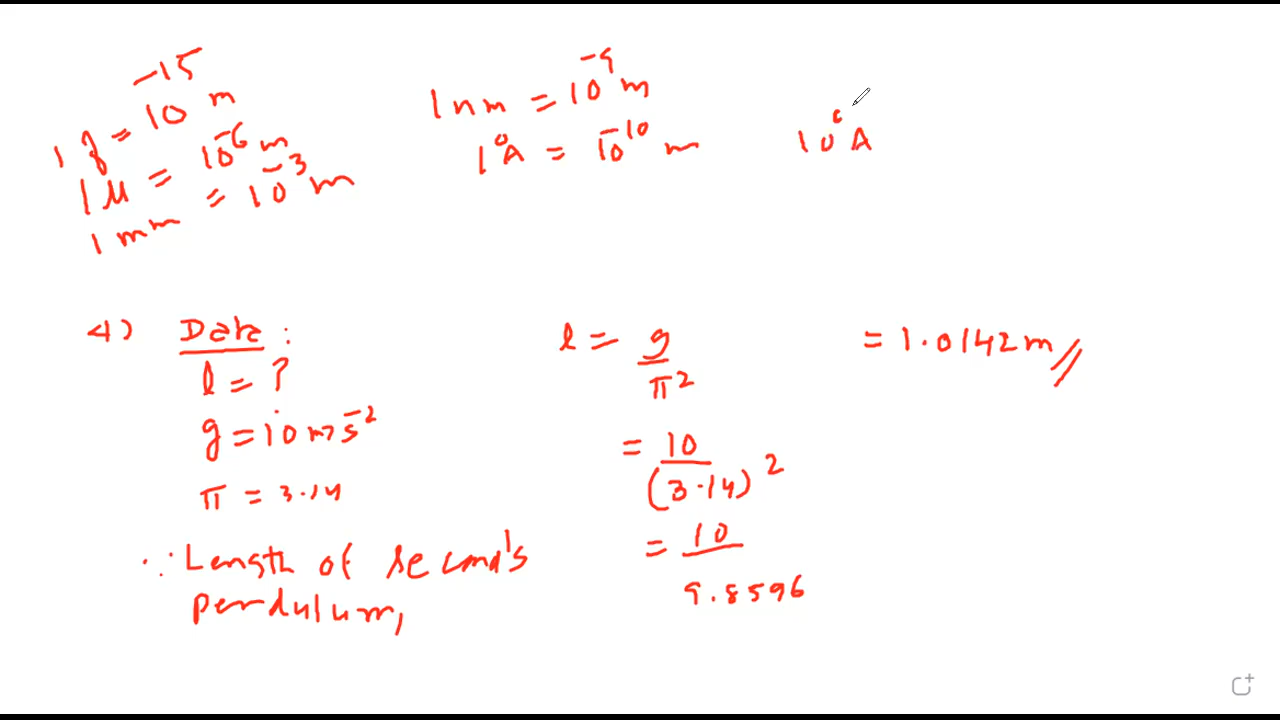 1 f = 10⁻¹⁵ m
1 μ = 10⁻⁶ m
1 mm = 10⁻³ m
1 nm = 10⁻⁹ m
1 Å = 10⁻¹⁰ m
10 Å
4) Data :
l = ?
g = 10 ms⁻²
π = 3.14
∵ Length of second's
pendulum,
l = g/π²
= 10/(3.14)²
= 10/9.8596
= 1.0142 m //